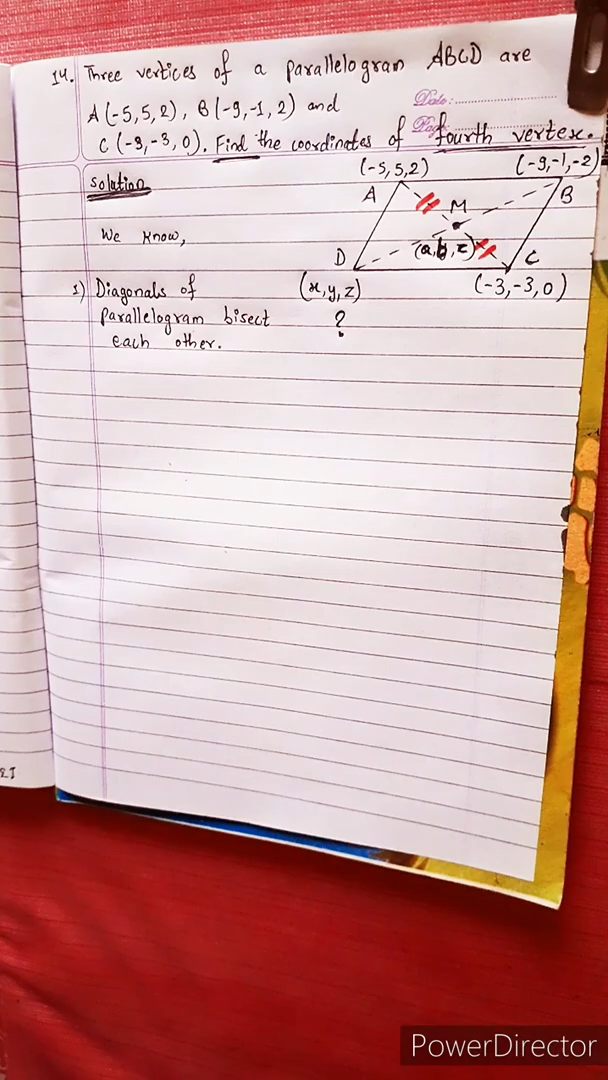 14. Three vertices of a parallelogram ABCD are
A(-5,5,2), B(-9,-1,2) and
Date:
C(-9,-3,0). Find the coordinates of fourth vertex.
Page:
(-5,5,2) (-9,-1,-2)
Solution
A M B
We know,
(a,b,z)
D C
1) Diagonals of (x,y,z) (-3,-3,0)
parallelogram bisect ?
each other.
PowerDirector